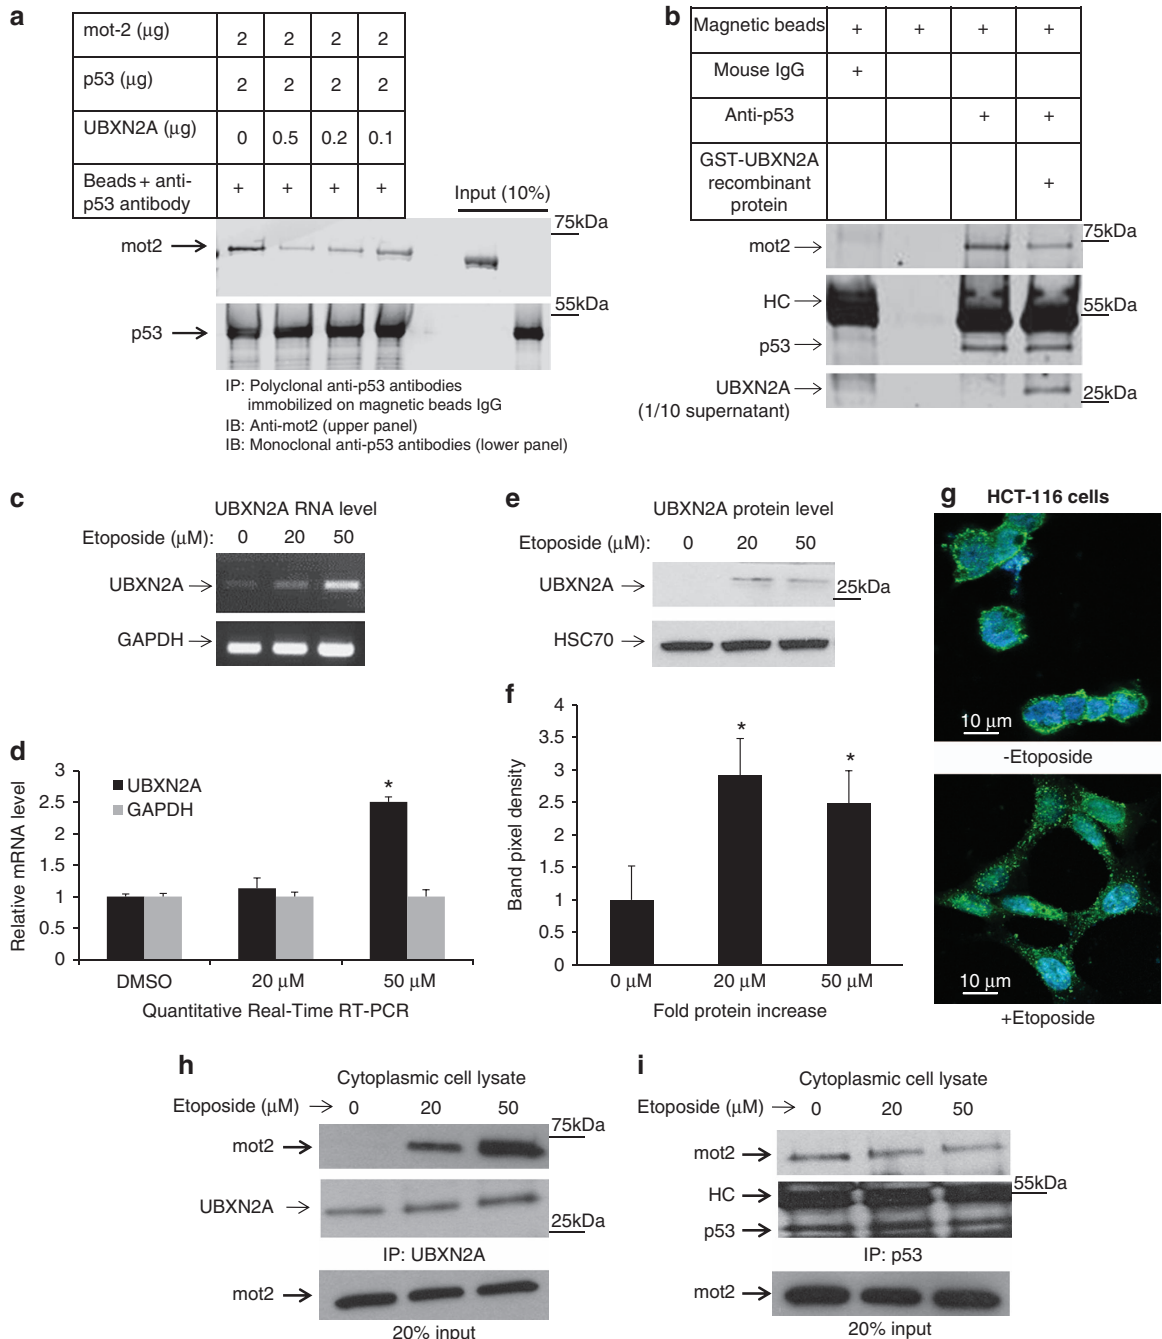 a
mot-2 (μg) 2 2 2 2
p53 (μg) 2 2 2 2
UBXN2A (μg) 0 0.5 0.2 0.1
Beads + anti-
p53 antibody + + + +
Input (10%)
75kDa
mot2
55kDa
p53
IP: Polyclonal anti-p53 antibodies
immobilized on magnetic beads IgG
IB: Anti-mot2 (upper panel)
IB: Monoclonal anti-p53 antibodies (lower panel)
b
Magnetic beads + + + +
Mouse IgG +
Anti-p53 + +
GST-UBXN2A
recombinant
protein +
75kDa
mot2
HC
55kDa
p53
UBXN2A
(1/10 supernatant)
25kDa
c
UBXN2A RNA level
Etoposide (μM): 0 20 50
UBXN2A
GAPDH
d
3
2.5
2
1.5
1
0.5
0
Relative mRNA level
UBXN2A
GAPDH
*
DMSO 20 μM 50 μM
Quantitative Real-Time RT-PCR
e
UBXN2A protein level
Etoposide (μM): 0 20 50
UBXN2A
25kDa
HSC70
f
4
3.5
3
2.5
2
1.5
1
0.5
0
Band pixel density
* *
0 μM 20 μM 50 μM
Fold protein increase
g
HCT-116 cells
10 μm
-Etoposide
10 μm
+Etoposide
h
Cytoplasmic cell lysate
Etoposide (μM) 0 20 50
75kDa
mot2
UBXN2A
25kDa
IP: UBXN2A
mot2
20% input
i
Cytoplasmic cell lysate
Etoposide (μM) 0 20 50
mot2
55kDa
HC
p53
IP: p53
mot2
20% input